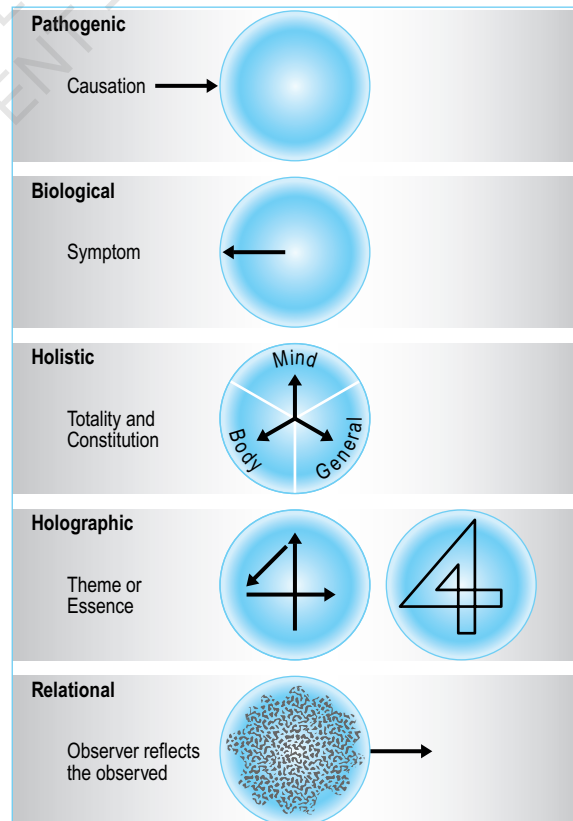 Pathogenic
Causation
Biological
Symptom
Holistic
Totality and
Constitution
Mind
Body
General
Holographic
Theme or
Essence
Relational
Observer reflects
the observed